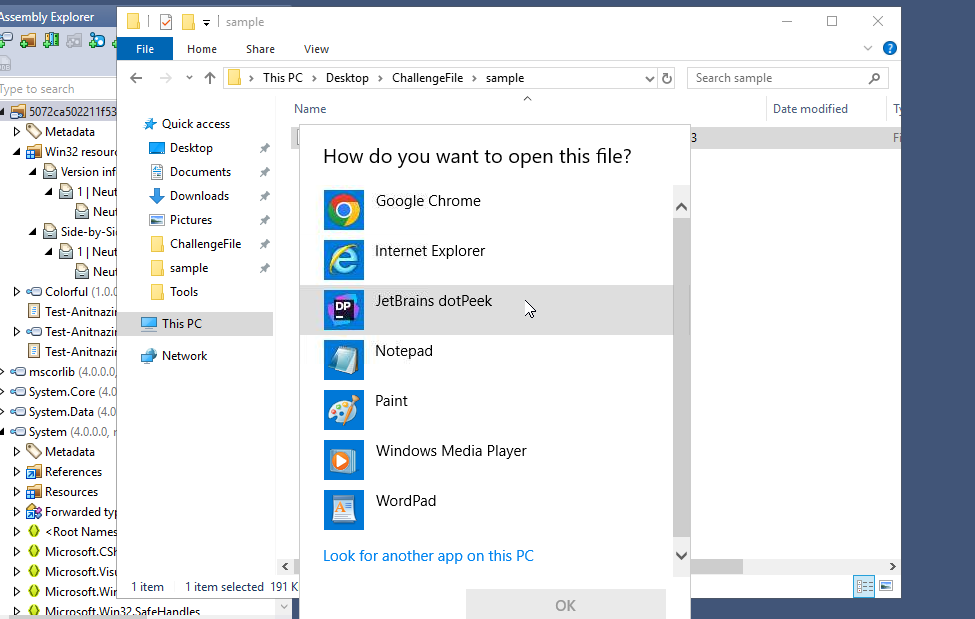 Assembly Explorer
Type to search
5072ca502211f53
Metadata
Win32 resour
Version inf
1 | Neut
Neut
Side-by-Sid
1 | Neut
Neut
Colorful (1.0.
Test-Anitnazi
Test-Anitnazi
Test-Anitnazi
mscorlib (4.0.0.0,
System.Core (4.0
System.Data (4.0
System (4.0.0.0, n
Metadata
References
Resources
Forwarded typ
<Root Names
Microsoft.CSh
Microsoft.Visu
Microsoft.Win
Microsoft.Win32.SafeHandles
sample
File Home Share View
This PC Desktop ChallengeFile sample
Search sample
Quick access
Desktop
Documents
Downloads
Pictures
ChallengeFile
sample
Tools
This PC
Network
Name Date modified Ty
3 Fi
How do you want to open this file?
Google Chrome
Internet Explorer
DP
JetBrains dotPeek
Notepad
Paint
Windows Media Player
WordPad
Look for another app on this PC
OK
1 item 1 item selected 191 K